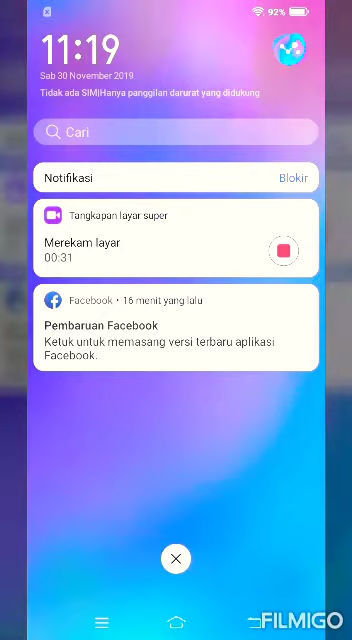 92%
11:19
Sab 30 November 2019
Tidak ada SIM|Hanya panggilan darurat yang didukung
Cari
Notifikasi
Blokir
Tangkapan layar super
Merekam layar
00:31
Facebook • 16 menit yang lalu
Pembaruan Facebook
Ketuk untuk memasang versi terbaru aplikasi
Facebook.
FILMIGO